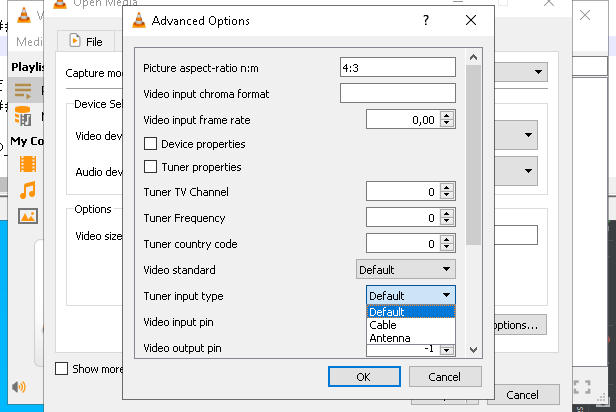 Open Media
Advanced Options
?
Media
File
Playlis
Capture mo
Picture aspect-ratio n:m
4:3
Video input chroma format
Device Sel
Video input frame rate
0,00
Video dev
Device properties
My Co
Tuner properties
Audio dev
Tuner TV Channel
0
Options
Tuner Frequency
0
Video size
Tuner country code
0
Video standard
Default
Tuner input type
Default
Default
Cable
Antenna
Video input pin
options...
Video output pin
-1
Show more
OK
Cancel
Cancel